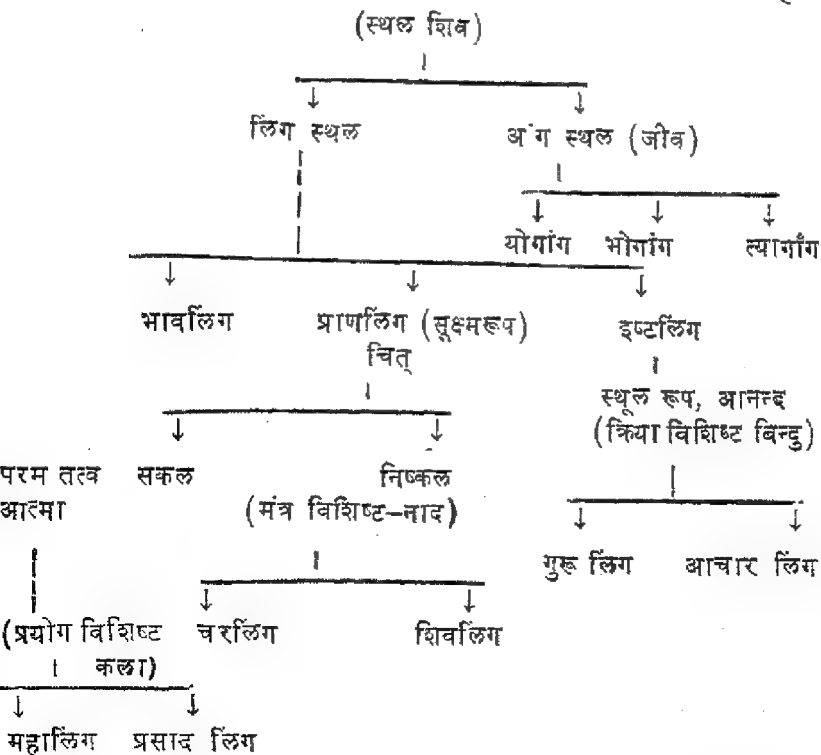 (स्थल शिव)
लिंग स्थल अंग स्थल (जीव)
योगांग भोगांग त्यागाँग
भावलिंग प्राणलिंग (सूक्ष्मरूप) इष्टलिंग
चित्
स्थूल रूप, आनन्द
(क्रिया विशिष्ट बिन्दु)
परम तत्व सकल निष्कल
आत्मा (मंत्र विशिष्ट-नाद)
गुरू लिंग आचार लिंग
(प्रयोग विशिष्ट चरलिंग शिवलिंग
कला)
महालिंग प्रसाद लिंग